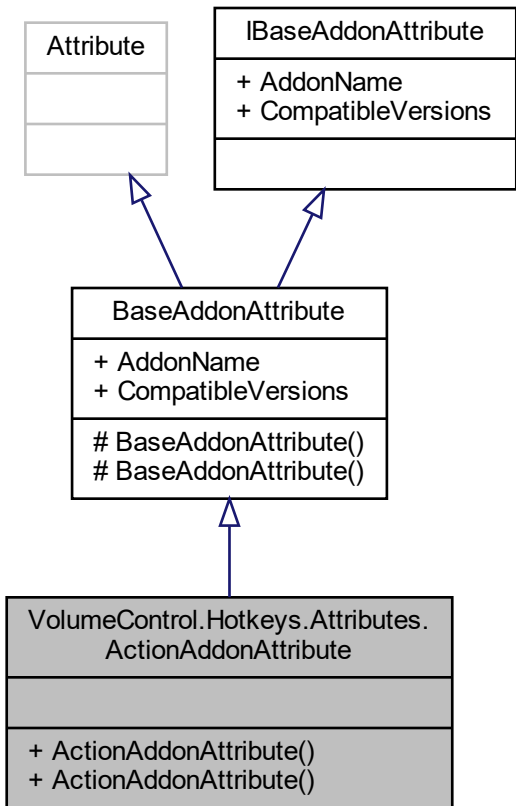 Attribute
IBaseAddonAttribute
+ AddonName
+ CompatibleVersions
BaseAddonAttribute
+ AddonName
+ CompatibleVersions
# BaseAddonAttribute()
# BaseAddonAttribute()
VolumeControl.Hotkeys.Attributes.
ActionAddonAttribute
+ ActionAddonAttribute()
+ ActionAddonAttribute()